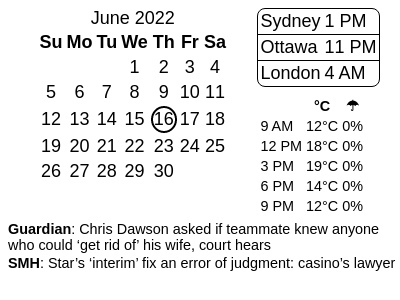 June 2022
Su Mo Tu We Th Fr Sa
1 2 3 4
5 6 7 8 9 10 11
12 13 14 15 16 17 18
19 20 21 22 23 24 25
26 27 28 29 30
Sydney 1 PM
Ottawa 11 PM
London 4 AM
°C ☂
9 AM 12°C 0%
12 PM 18°C 0%
3 PM 19°C 0%
6 PM 14°C 0%
9 PM 12°C 0%
Guardian: Chris Dawson asked if teammate knew anyone
who could ‘get rid of’ his wife, court hears
SMH: Star’s ‘interim’ fix an error of judgment: casino’s lawyer